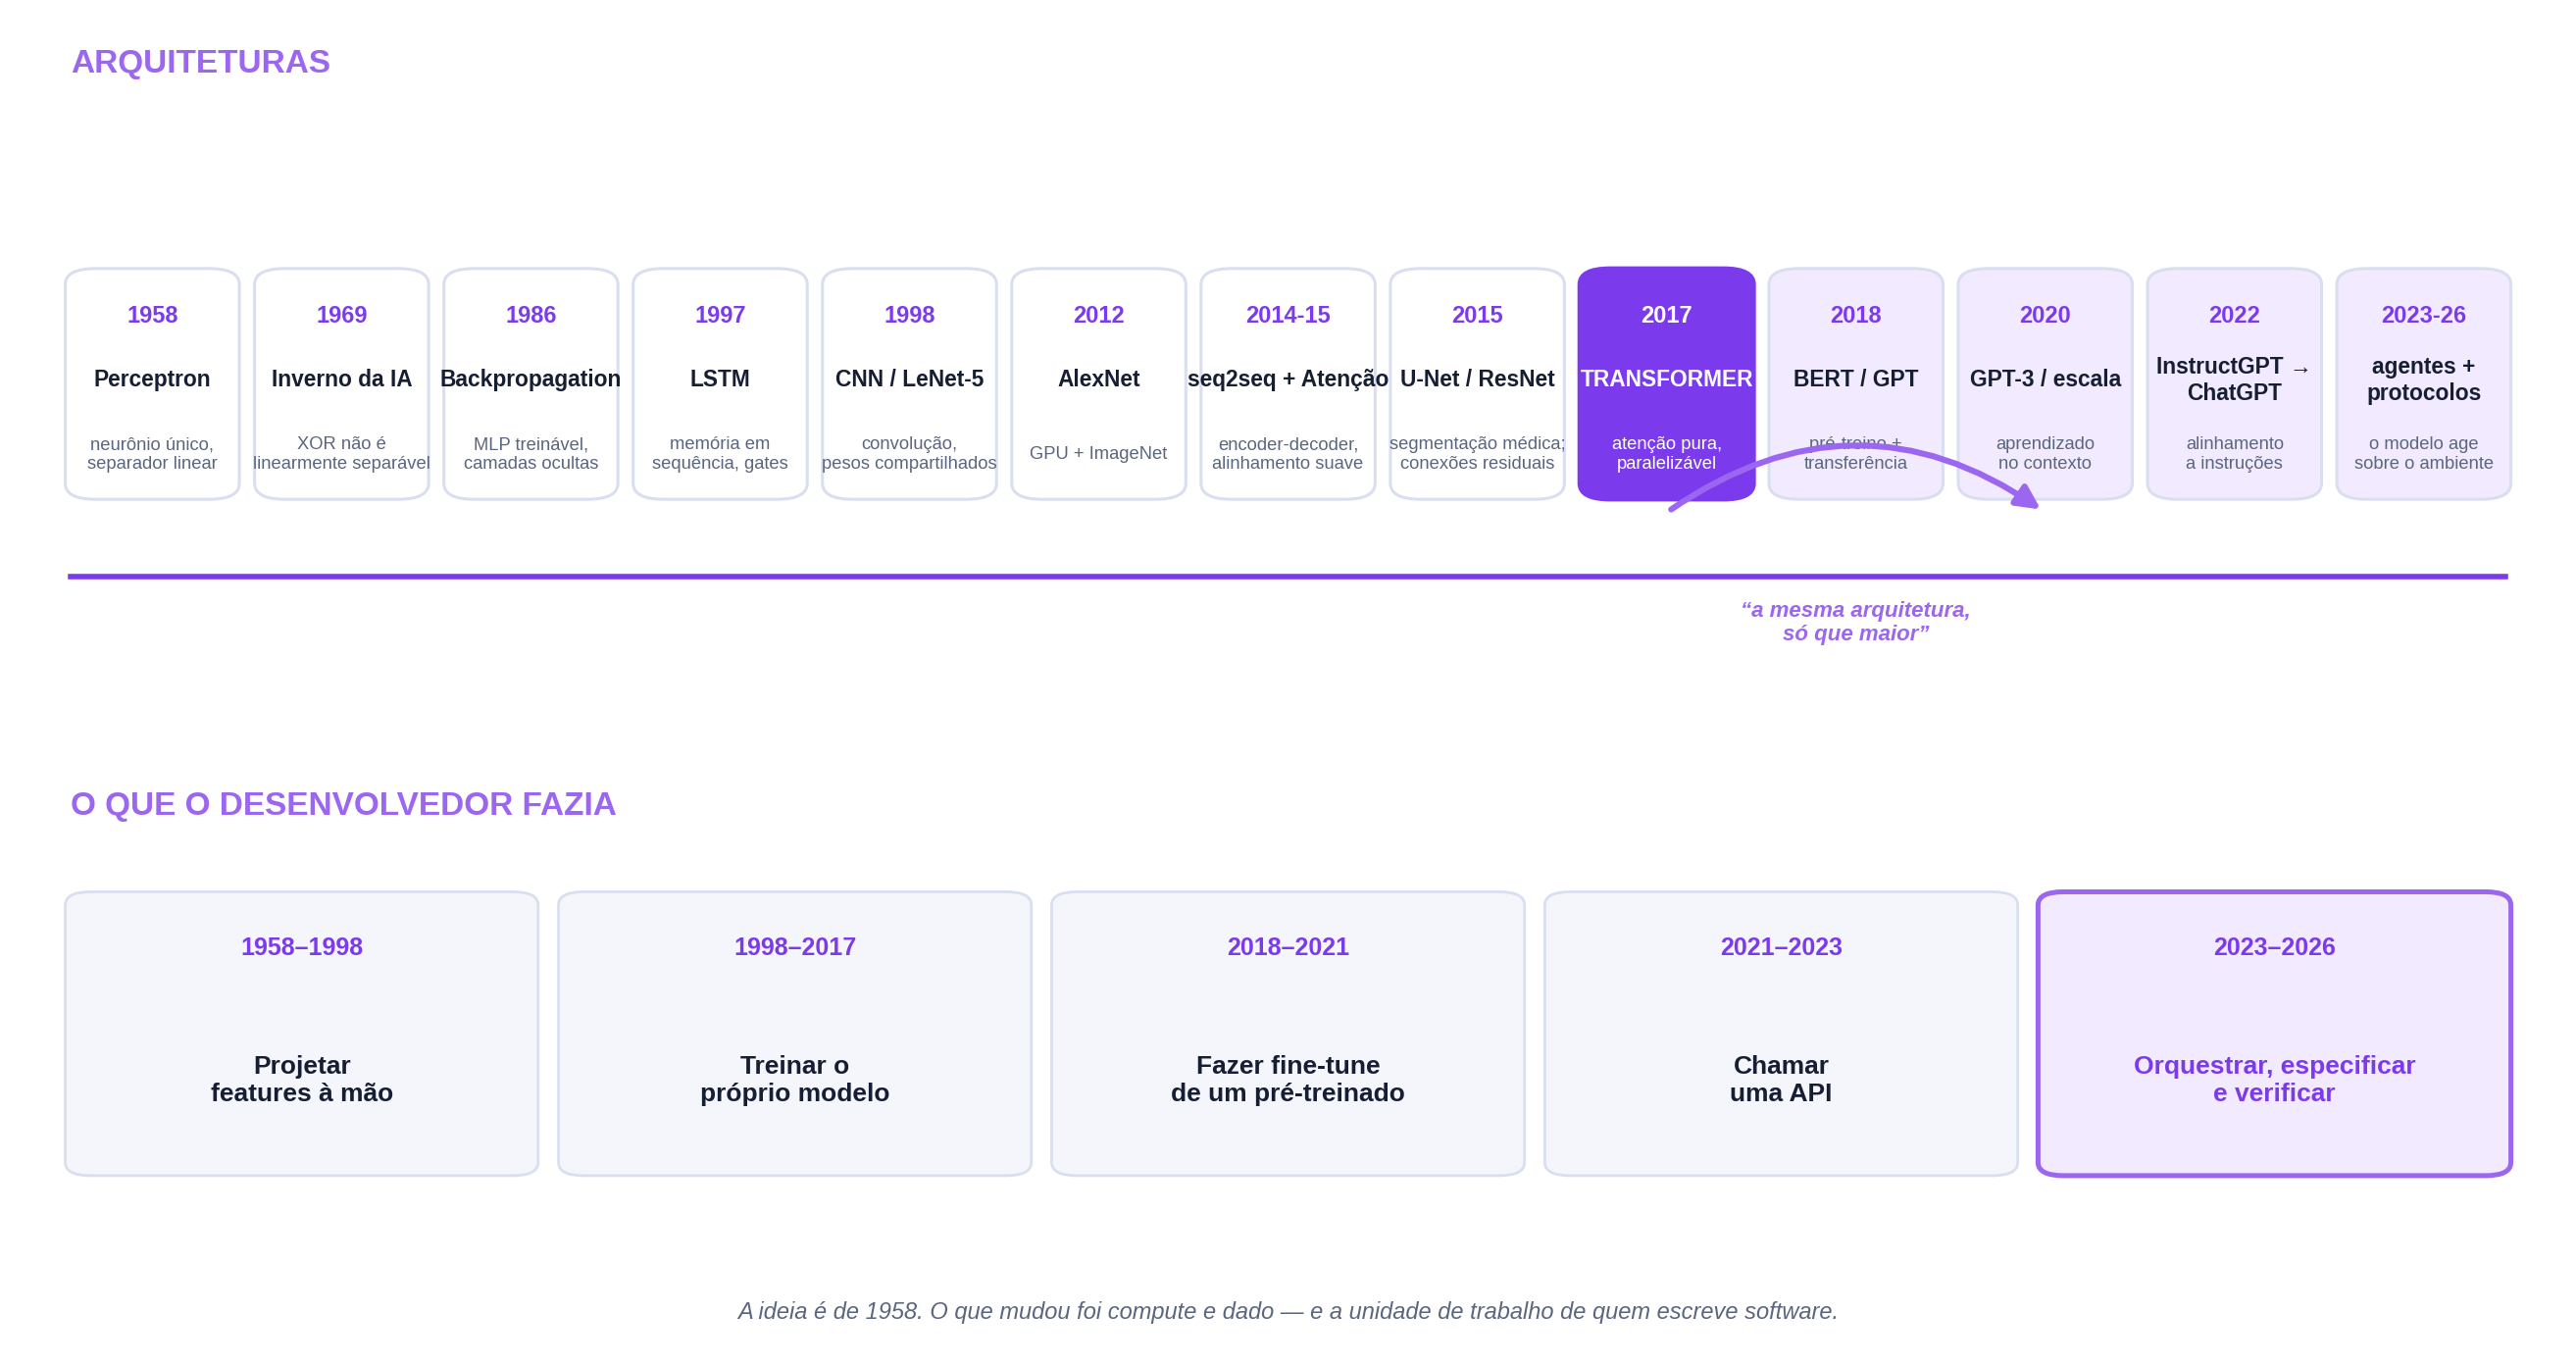 ARQUITETURAS
1958
Perceptron
neurônio único,
separador linear
1969
Inverno da IA
XOR não é
linearmente separável
1986
Backpropagation
MLP treinável,
camadas ocultas
1997
LSTM
memória em
sequência, gates
1998
CNN / LeNet-5
convolução,
pesos compartilhados
2012
AlexNet
GPU + ImageNet
2014-15
seq2seq + Atenção
encoder-decoder,
alinhamento suave
2015
U-Net / ResNet
segmentação médica;
conexões residuais
2017
TRANSFORMER
atenção pura,
paralelizável
2018
BERT / GPT
pré-treino +
transferência
2020
GPT-3 / escala
aprendizado
no contexto
2022
InstructGPT →
ChatGPT
alinhamento
a instruções
2023-26
agentes +
protocolos
o modelo age
sobre o ambiente
“a mesma arquitetura,
só que maior”
O QUE O DESENVOLVEDOR FAZIA
1958–1998
Projetar
features à mão
1998–2017
Treinar o
próprio modelo
2018–2021
Fazer fine-tune
de um pré-treinado
2021–2023
Chamar
uma API
2023–2026
Orquestrar, especificar
e verificar
A ideia é de 1958. O que mudou foi compute e dado — e a unidade de trabalho de quem escreve software.